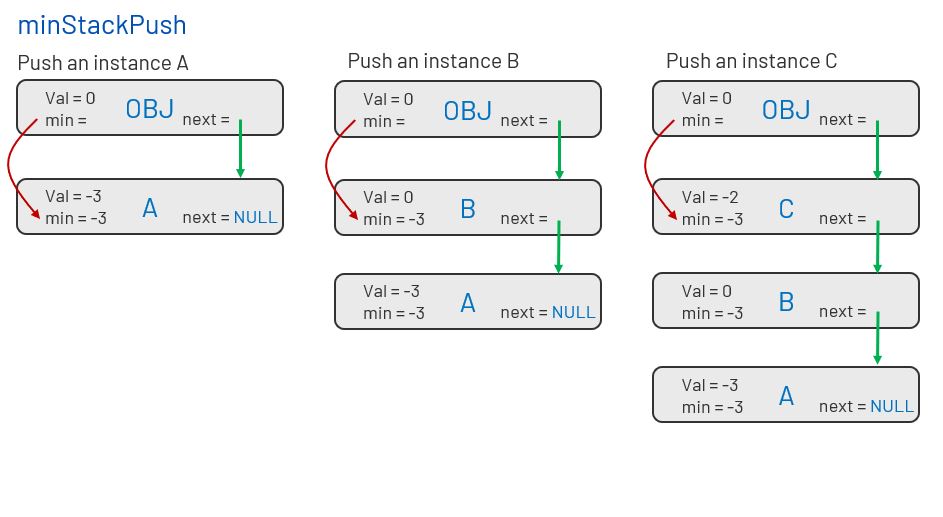 minStackPush
Push an instance A
Val = 0
min =
OBJ
next =
Val = -3
min = -3
A
next = NULL
Push an instance B
Val = 0
min =
OBJ
next =
Val = 0
min = -3
B
next =
Val = -3
min = -3
A
next = NULL
Push an instance C
Val = 0
min =
OBJ
next =
Val = -2
min = -3
C
next =
Val = 0
min = -3
B
next =
Val = -3
min = -3
A
next = NULL